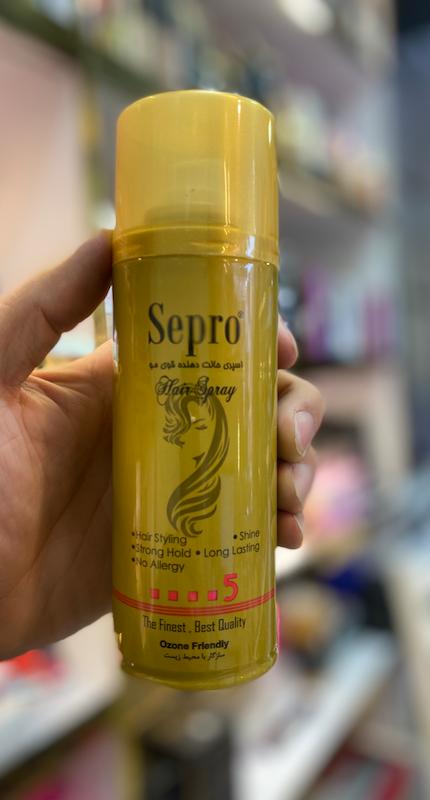 Sepro®
اسپری حالت دهنده قوی مو
Hair Spray
•Hair Styling •Shine
•Strong Hold • Long Lasting
•No Allergy
5
The Finest . Best Quality
Ozone Friendly
سازگار با محیط زیست